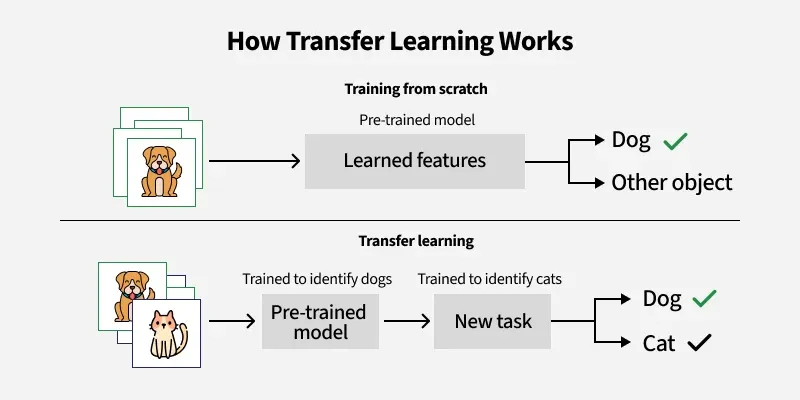 How Transfer Learning Works
Training from scratch
Pre-trained model
Learned features
Dog
Other object
Transfer learning
Trained to identify dogs
Trained to identify cats
Pre-trained
model
New task
Dog
Cat